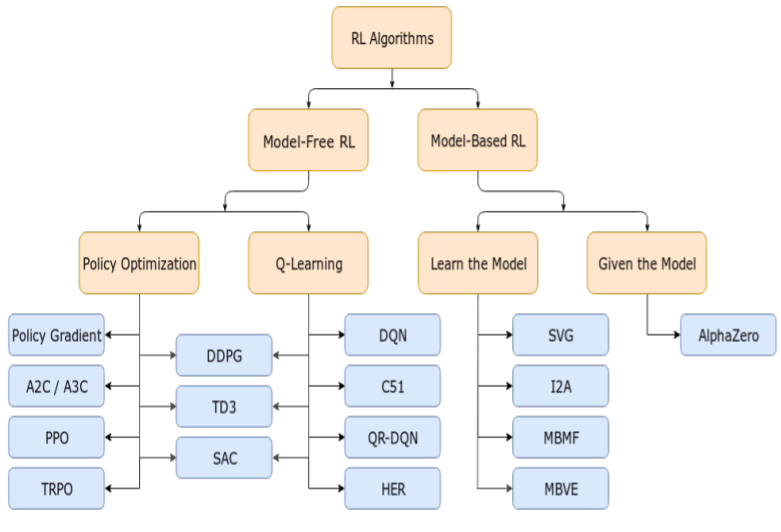 RL Algorithms
Model-Free RL
Model-Based RL
Policy Optimization
Q-Learning
Learn the Model
Given the Model
Policy Gradient
DDPG
DQN
SVG
AlphaZero
A2C / A3C
TD3
C51
I2A
PPO
SAC
QR-DQN
MBMF
TRPO
HER
MBVE